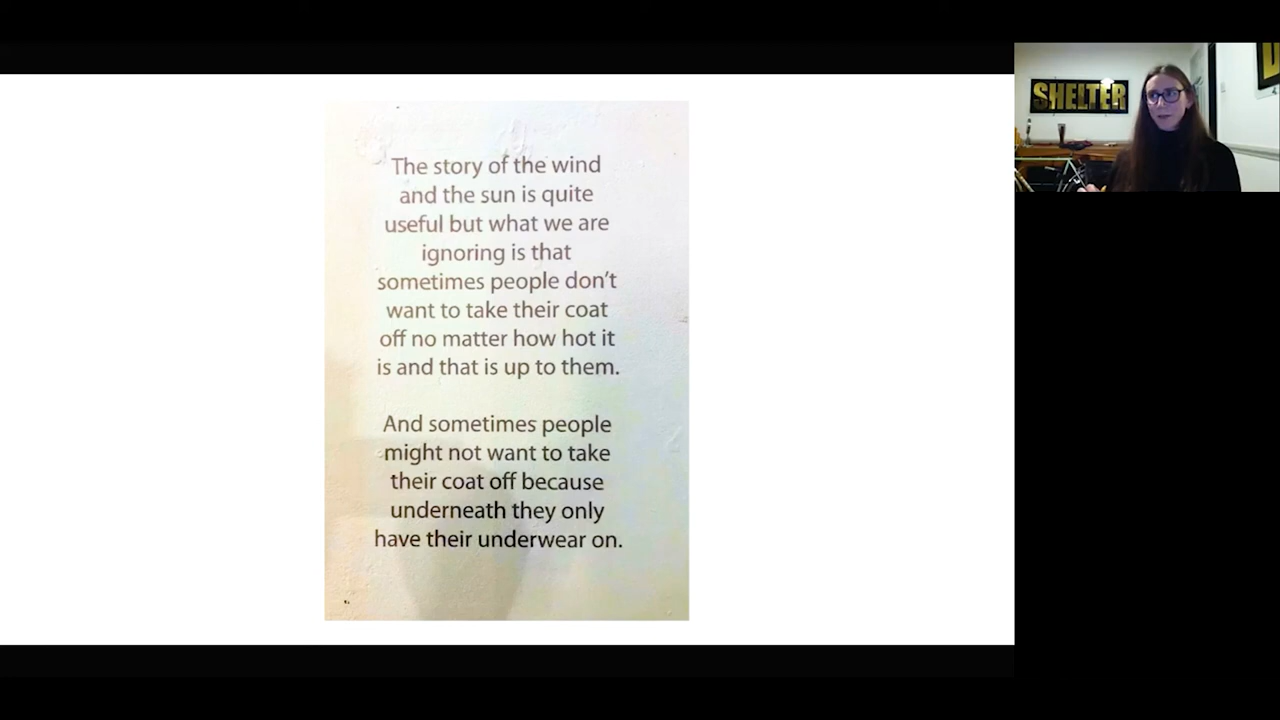 The story of the wind
and the sun is quite
useful but what we are
ignoring is that
sometimes people don't
want to take their coat
off no matter how hot it
is and that is up to them.
And sometimes people
might not want to take
their coat off because
underneath they only
have their underwear on.
SHELTER